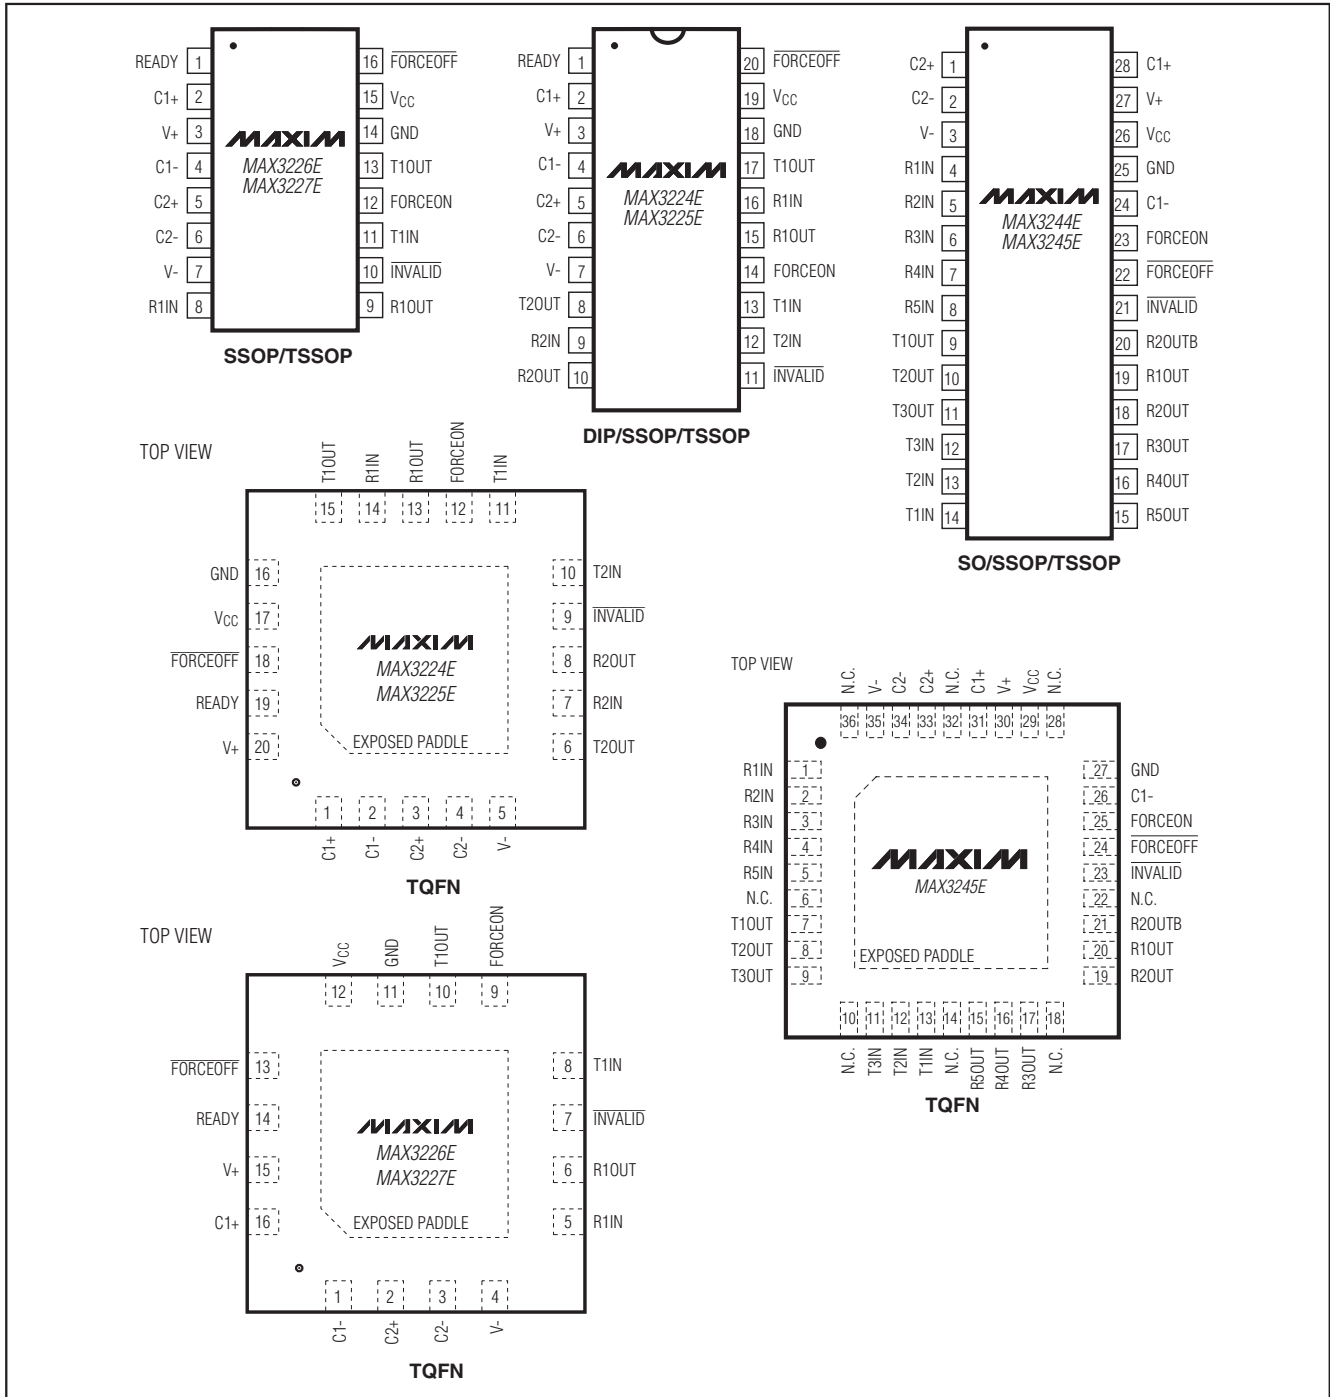 READY 1 16 FORCEOFF
C1+ 2 15 VCC
V+ 3 14 GND
C1- 4 13 T1OUT
C2+ 5 12 FORCEON
C2- 6 11 T1IN
V- 7 10 INVALID
R1IN 8 9 R1OUT
MAXIM
MAX3226E
MAX3227E
SSOP/TSSOP
READY 1 20 FORCEOFF
C1+ 2 19 VCC
V+ 3 18 GND
C1- 4 17 T1OUT
C2+ 5 16 R1IN
C2- 6 15 R1OUT
V- 7 14 FORCEON
T2OUT 8 13 T1IN
R2IN 9 12 T2IN
R2OUT 10 11 INVALID
MAXIM
MAX3224E
MAX3225E
DIP/SSOP/TSSOP
C2+ 1 28 C1+
C2- 2 27 V+
V- 3 26 VCC
R1IN 4 25 GND
R2IN 5 24 C1-
R3IN 6 23 FORCEON
R4IN 7 22 FORCEOFF
R5IN 8 21 INVALID
T1OUT 9 20 R2OUTB
T2OUT 10 19 R1OUT
T3OUT 11 18 R2OUT
T3IN 12 17 R3OUT
T2IN 13 16 R4OUT
T1IN 14 15 R5OUT
MAXIM
MAX3244E
MAX3245E
SO/SSOP/TSSOP
TOP VIEW
T1OUT R1IN R1OUT FORCEON T1IN
15 14 13 12 11
GND 16 10 T2IN
VCC 17 9 INVALID
FORCEOFF 18 8 R2OUT
READY 19 7 R2IN
V+ 20 6 T2OUT
MAXIM
MAX3224E
MAX3225E
EXPOSED PADDLE
1 2 3 4 5
C1+ C1- C2+ C2- V-
TQFN
TOP VIEW
N.C. V- C2- C2+ N.C. C1+ V+ VCC N.C.
36 35 34 33 32 31 30 29 28
R1IN 1 27 GND
R2IN 2 26 C1-
R3IN 3 25 FORCEON
R4IN 4 24 FORCEOFF
R5IN 5 23 INVALID
N.C. 6 22 N.C.
T1OUT 7 21 R2OUTB
T2OUT 8 20 R1OUT
T3OUT 9 19 R2OUT
MAXIM
MAX3245E
EXPOSED PADDLE
10 11 12 13 14 15 16 17 18
N.C. T3IN T2IN T1IN N.C. R5OUT R4OUT R3OUT N.C.
TQFN
TOP VIEW
VCC GND T1OUT FORCEON
12 11 10 9
FORCEOFF 13 8 T1IN
READY 14 7 INVALID
V+ 15 6 R1OUT
C1+ 16 5 R1IN
MAXIM
MAX3226E
MAX3227E
EXPOSED PADDLE
1 2 3 4
C1- C2+ C2- V-
TQFN